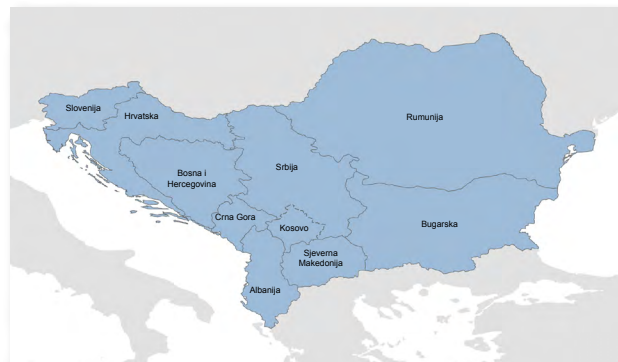 Slovenija
Hrvatska
Rumunija
Bosna i
Hercegovina
Srbija
Crna Gora
Kosovo
Bugarska
Sjeverna
Makedonija
Albanija